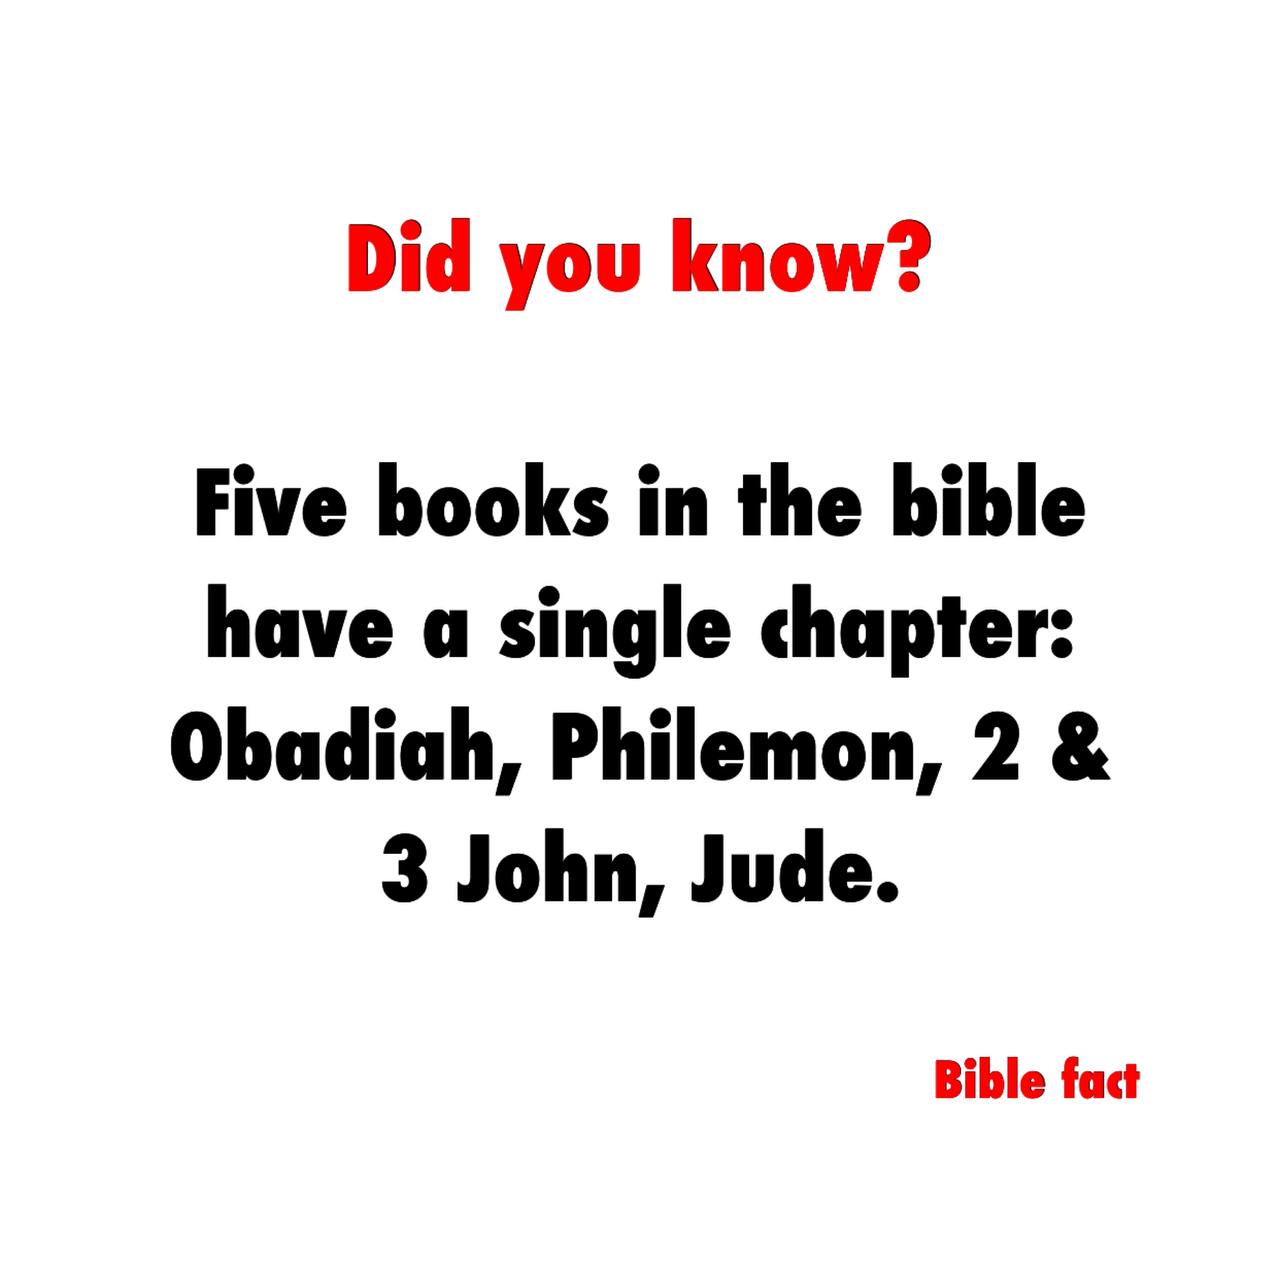 Did you know?
Five books in the bible
have a single chapter:
Obadiah, Philemon, 2 &
3 John, Jude.
Bible fact